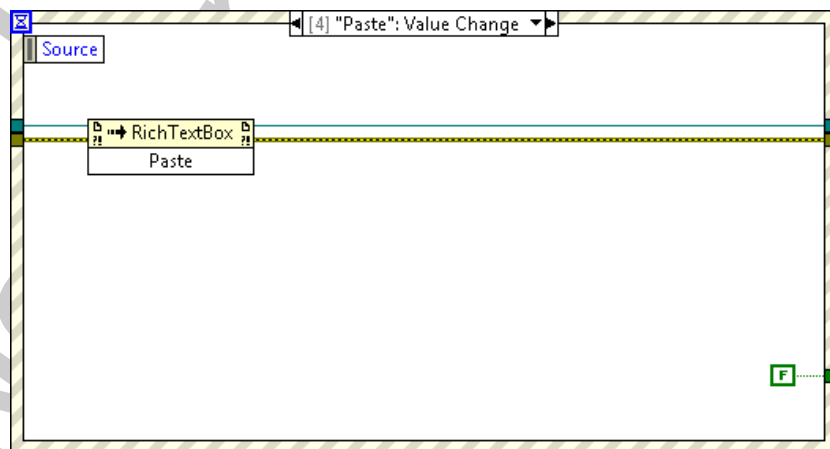 [4] "Paste": Value Change
Source
RichTextBox
Paste
F